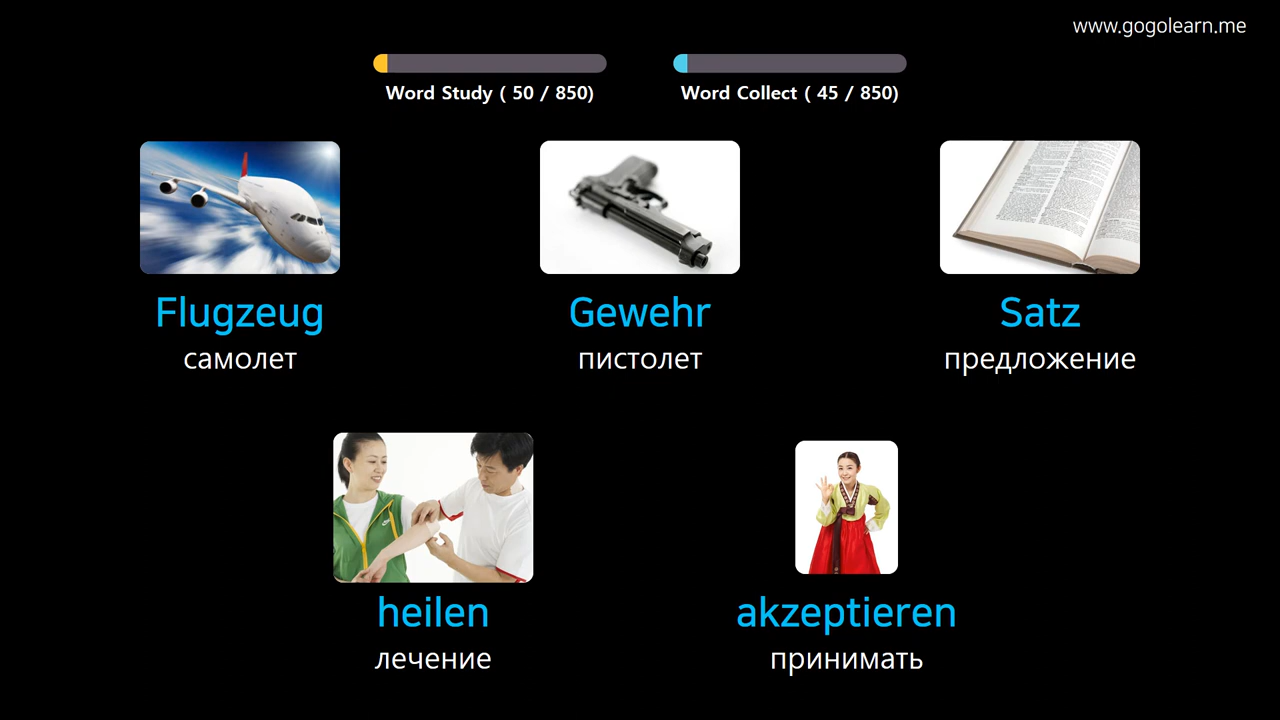 www.gogolearn.me
Word Study ( 50 / 850)
Word Collect ( 45 / 850)
Flugzeug
самолет
Gewehr
пистолет
Satz
предложение
heilen
лечение
akzeptieren
принимать